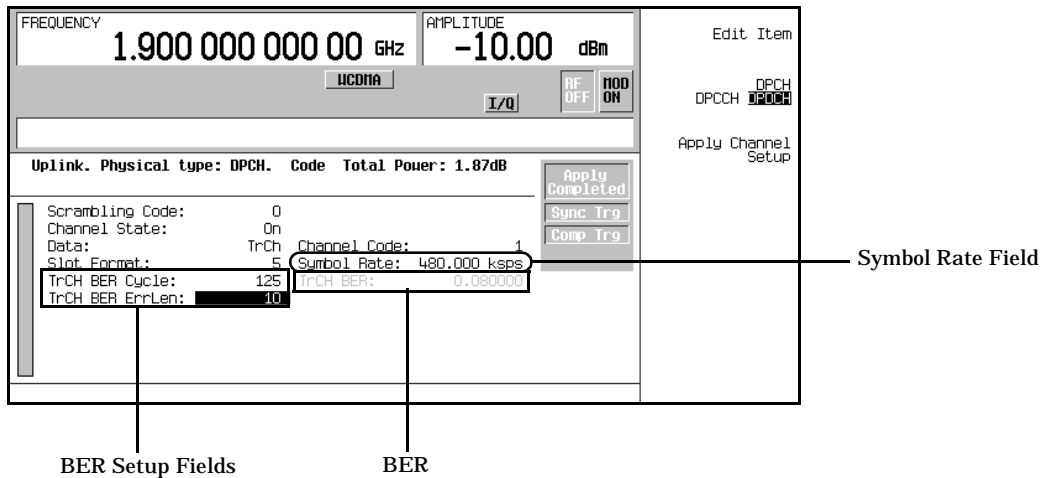 FREQUENCY
1.900 000 000 00 GHz
AMPLITUDE
-10.00 dBm
WCDMA
I/Q
RF OFF
MOD ON
Edit Item
DPCH
DPCCH DPDCH
Apply Channel
Setup
Uplink. Physical type: DPCH. Code Total Power: 1.87dB
Apply
Completed
Sync Trg
Comp Trg
Scrambling Code: 0
Channel State: On
Data: TrCh Channel Code: 1
Slot Format: 5 Symbol Rate: 480.000 ksps
TrCH BER Cycle: 125 TrCH BER: 0.080000
TrCH BER ErrLen: 10
Symbol Rate Field
BER Setup Fields
BER